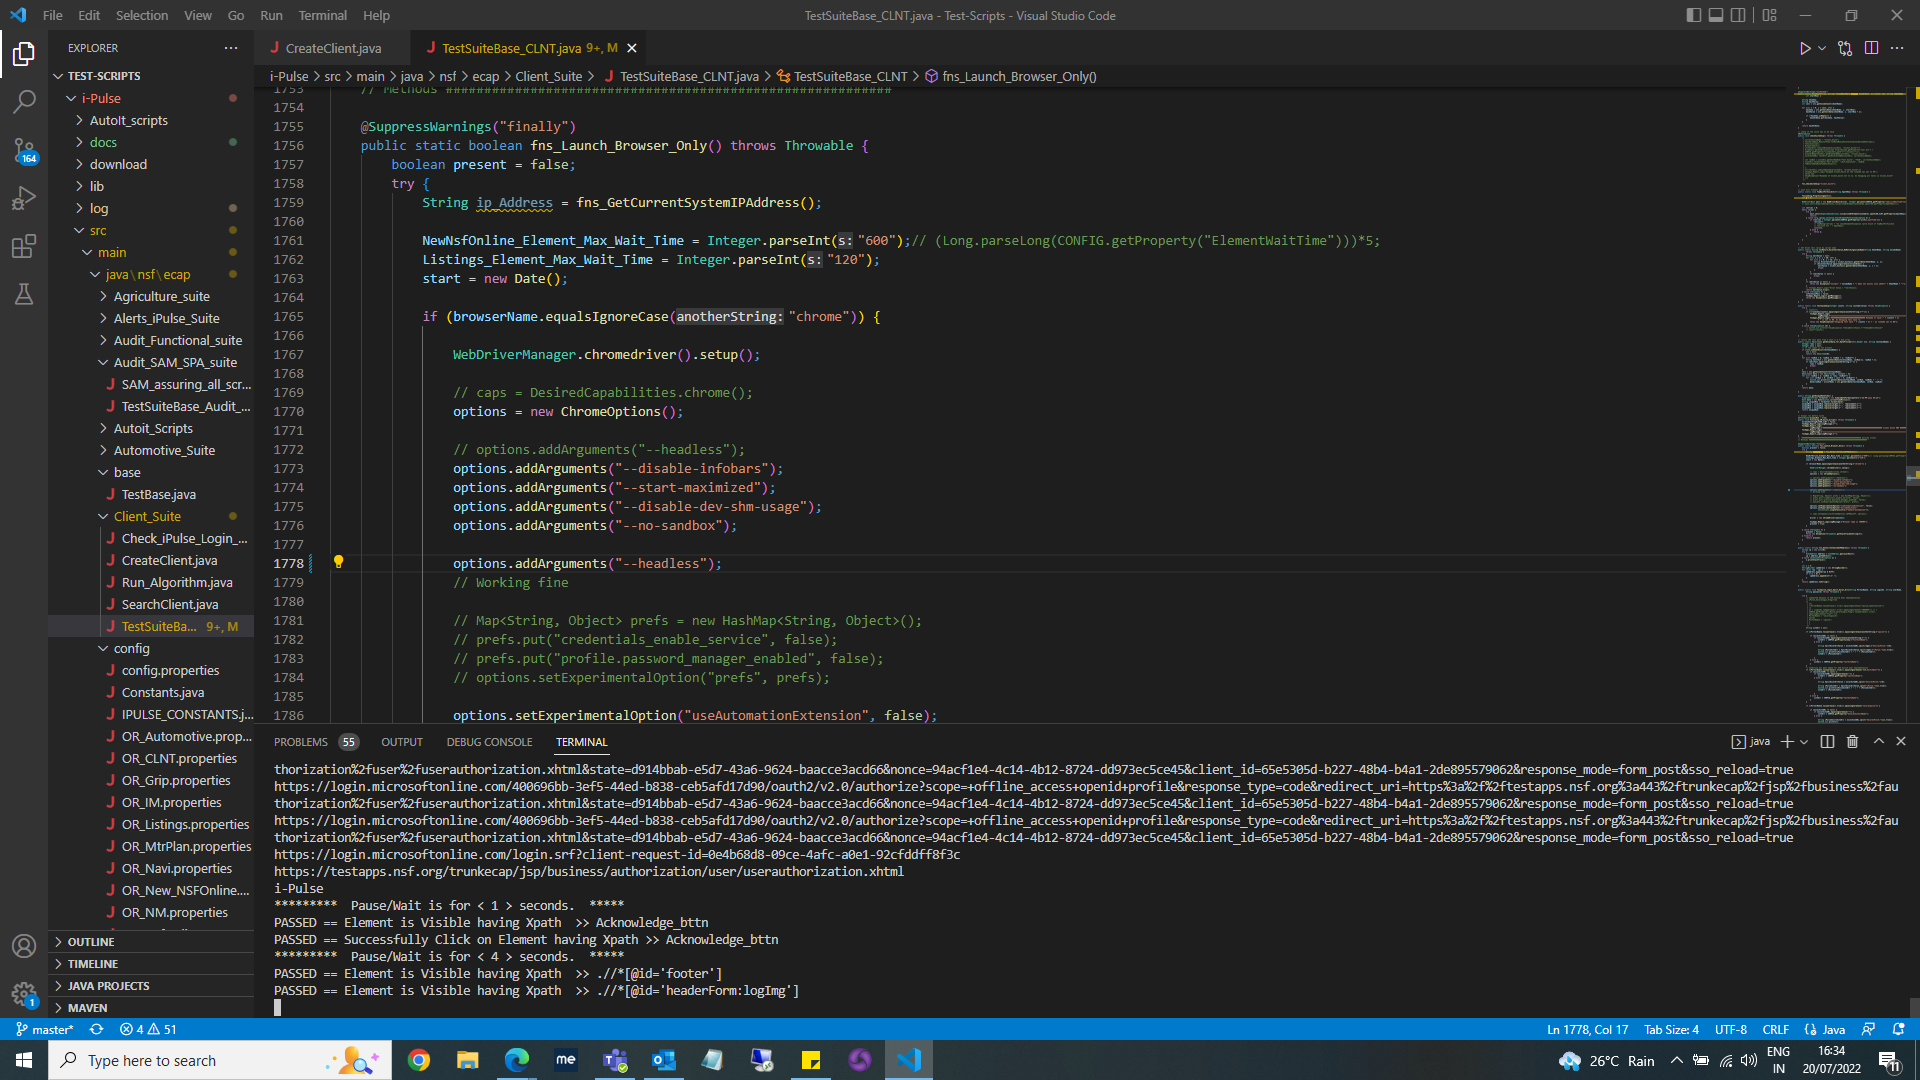 File Edit Selection View Go Run Terminal Help
TestSuiteBase_CLNT.java - Test-Scripts - Visual Studio Code
EXPLORER
CreateClient.java
TestSuiteBase_CLNT.java 9+, M
TEST-SCRIPTS
i-Pulse > src > main > java > nsf > ecap > Client_Suite > TestSuiteBase_CLNT.java > TestSuiteBase_CLNT > fns_Launch_Browser_Only()
i-Pulse
AutoIt_scripts
docs
download
lib
log
src
main
java\nsf\ecap
Agriculture_suite
Alerts_iPulse_Suite
Audit_Functional_suite
Audit_SAM_SPA_suite
SAM_assuring_all_scr...
TestSuiteBase_Audit_...
Autoit_Scripts
Automotive_Suite
base
TestBase.java
Client_Suite
Check_iPulse_Login_...
CreateClient.java
Run_Algorithm.java
SearchClient.java
TestSuiteBa... 9+, M
config
config.properties
Constants.java
IPULSE_CONSTANTS.j...
OR_Automotive.prop...
OR_CLNT.properties
OR_Grip.properties
OR_IM.properties
OR_Listings.properties
OR_MtrPlan.properties
OR_Navi.properties
OR_New_NSFOnline....
OR_NM.properties
OUTLINE
TIMELINE
JAVA PROJECTS
MAVEN
164
1
1754
1755 @SuppressWarnings("finally")
1756 public static boolean fns_Launch_Browser_Only() throws Throwable {
1757 boolean present = false;
1758 try {
1759 String ip_Address = fns_GetCurrentSystemIPAddress();
1760
1761 NewNsfOnline_Element_Max_Wait_Time = Integer.parseInt(s: "600");// (Long.parseLong(CONFIG.getProperty("ElementWaitTime")))*5;
1762 Listings_Element_Max_Wait_Time = Integer.parseInt(s: "120");
1763 start = new Date();
1764
1765 if (browserName.equalsIgnoreCase(anotherString: "chrome")) {
1766
1767 WebDriverManager.chromedriver().setup();
1768
1769 // caps = DesiredCapabilities.chrome();
1770 options = new ChromeOptions();
1771
1772 // options.addArguments("--headless");
1773 options.addArguments("--disable-infobars");
1774 options.addArguments("--start-maximized");
1775 options.addArguments("--disable-dev-shm-usage");
1776 options.addArguments("--no-sandbox");
1777
1778 options.addArguments("--headless");
1779 // Working fine
1780
1781 // Map<String, Object> prefs = new HashMap<String, Object>();
1782 // prefs.put("credentials_enable_service", false);
1783 // prefs.put("profile.password_manager_enabled", false);
1784 // options.setExperimentalOption("prefs", prefs);
1785
1786 options.setExperimentalOption("useAutomationExtension", false);
PROBLEMS 55 OUTPUT DEBUG CONSOLE TERMINAL
java
thorization%2fuser%2fuserauthorization.xhtml&state=d914bbab-e5d7-43a6-9624-baacce3acd66&nonce=94acf1e4-4c14-4b12-8724-dd973ec5ce45&client_id=65e5305d-b227-48b4-b4a1-2de895579062&response_mode=form_post&sso_reload=true
https://login.microsoftonline.com/400696bb-3ef5-44ed-b838-ceb5afd17d90/oauth2/v2.0/authorize?scope=+offline_access+openid+profile&response_type=code&redirect_uri=https%3a%2f%2ftestapps.nsf.org%3a443%2ftrunkecap%2fjsp%2fbusiness%2fau
thorization%2fuser%2fuserauthorization.xhtml&state=d914bbab-e5d7-43a6-9624-baacce3acd66&nonce=94acf1e4-4c14-4b12-8724-dd973ec5ce45&client_id=65e5305d-b227-48b4-b4a1-2de895579062&response_mode=form_post&sso_reload=true
https://login.microsoftonline.com/400696bb-3ef5-44ed-b838-ceb5afd17d90/oauth2/v2.0/authorize?scope=+offline_access+openid+profile&response_type=code&redirect_uri=https%3a%2f%2ftestapps.nsf.org%3a443%2ftrunkecap%2fjsp%2fbusiness%2fau
thorization%2fuser%2fuserauthorization.xhtml&state=d914bbab-e5d7-43a6-9624-baacce3acd66&nonce=94acf1e4-4c14-4b12-8724-dd973ec5ce45&client_id=65e5305d-b227-48b4-b4a1-2de895579062&response_mode=form_post&sso_reload=true
https://login.microsoftonline.com/login.srf?client-request-id=0e4b68d8-09ce-4afc-a0e1-92cfddff8f3c
https://testapps.nsf.org/trunkecap/jsp/business/authorization/user/userauthorization.xhtml
i-Pulse
********* Pause/Wait is for < 1 > seconds. *****
PASSED == Element is Visible having Xpath >> Acknowledge_bttn
PASSED == Successfully Click on Element having Xpath >> Acknowledge_bttn
********* Pause/Wait is for < 4 > seconds. *****
PASSED == Element is Visible having Xpath >> .//*[@id='footer']
PASSED == Element is Visible having Xpath >> .//*[@id='headerForm:logImg']
master* 4 51
Ln 1778, Col 17 Tab Size: 4 UTF-8 CRLF Java
Type here to search
me
26°C Rain
ENG
IN
16:34
20/07/2022
11